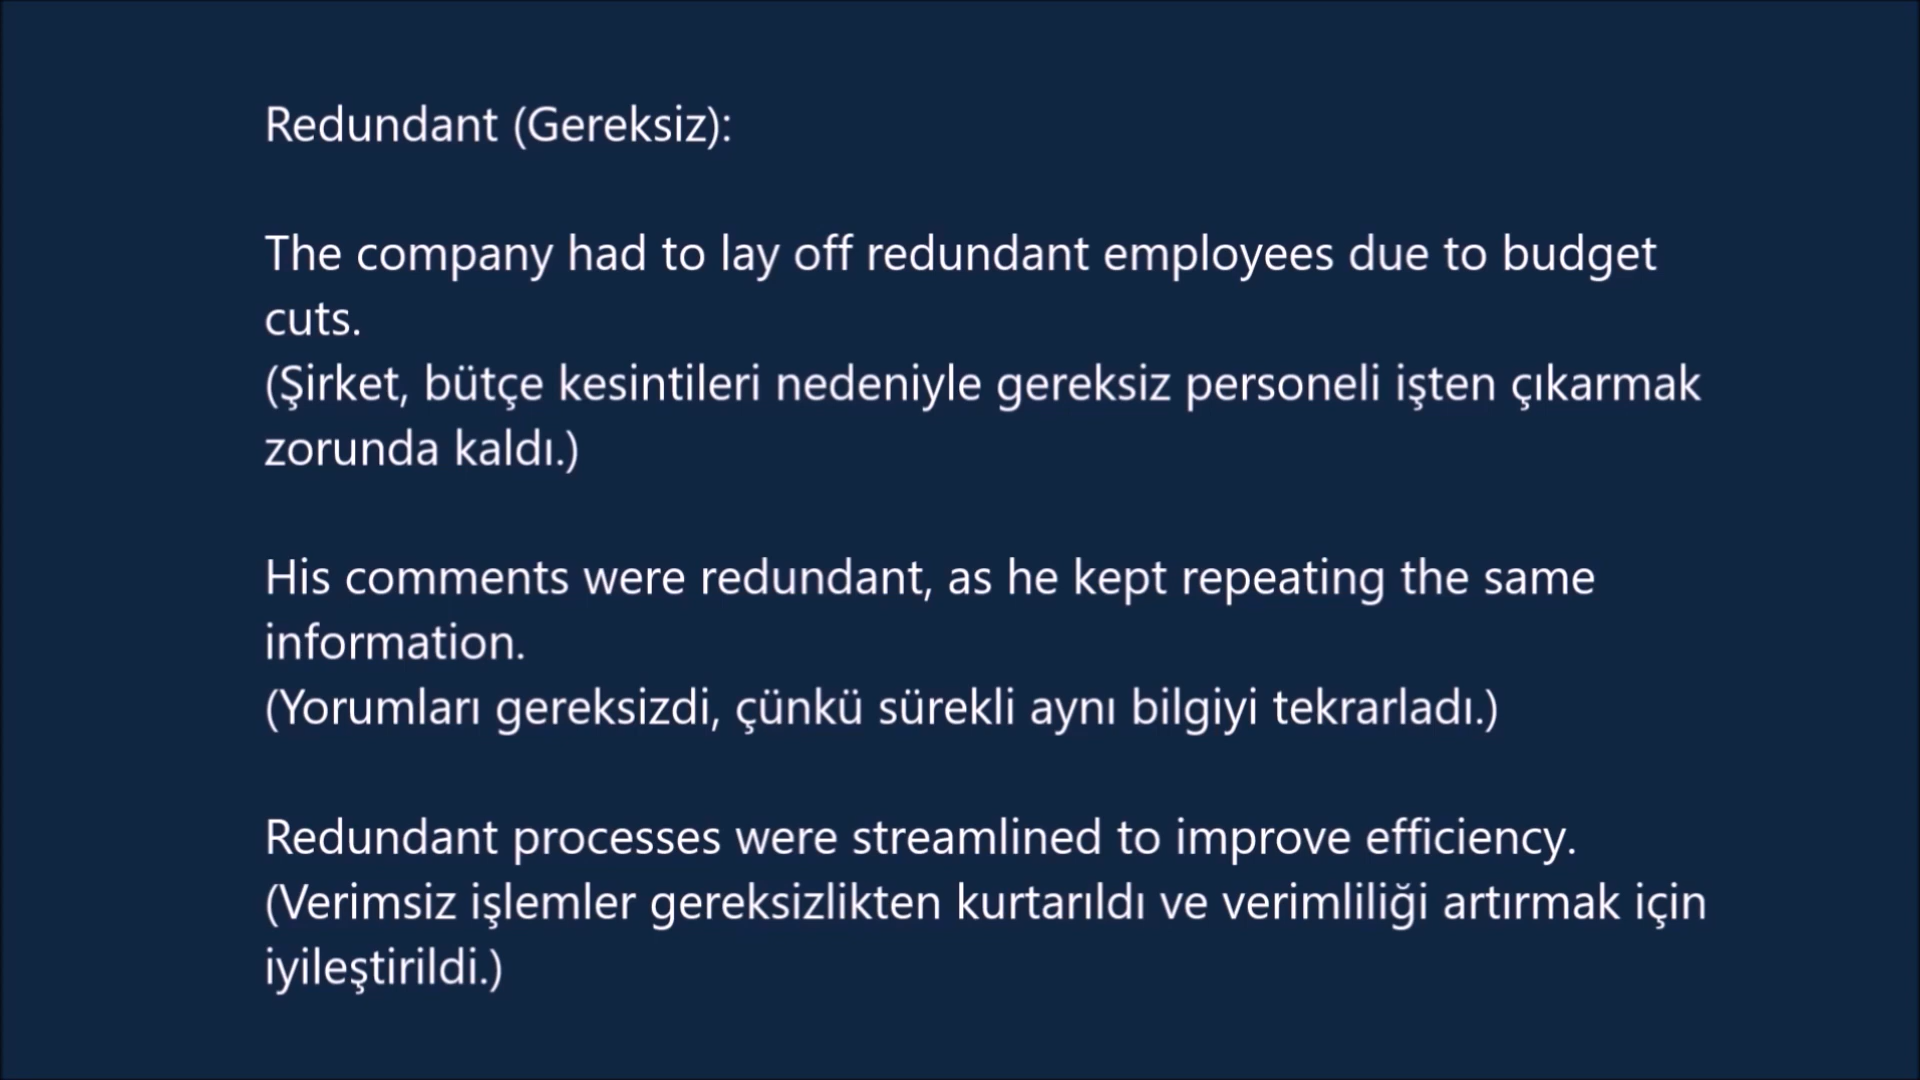 Redundant (Gereksiz):
The company had to lay off redundant employees due to budget
cuts.
(Şirket, bütçe kesintileri nedeniyle gereksiz personeli işten çıkarmak
zorunda kaldı.)
His comments were redundant, as he kept repeating the same
information.
(Yorumları gereksizdi, çünkü sürekli aynı bilgiyi tekrarladı.)
Redundant processes were streamlined to improve efficiency.
(Verimsiz işlemler gereksizlikten kurtarıldı ve verimliliği artırmak için
iyileştirildi.)